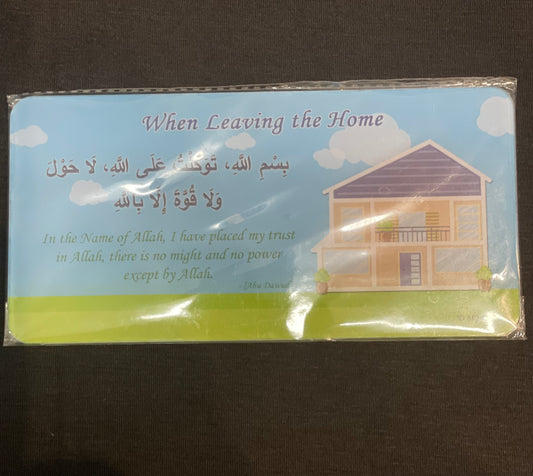 When Leaving the Home
بِسْمِ اللهِ، تَوَكَّلْتُ عَلَى اللهِ، لَا حَوْلَ
وَلَا قُوَّةَ إِلَّا بِاللهِ
In the Name of Allah, I have placed my trust
in Allah, there is no might and no power
except by Allah.
-[Abu Dawud